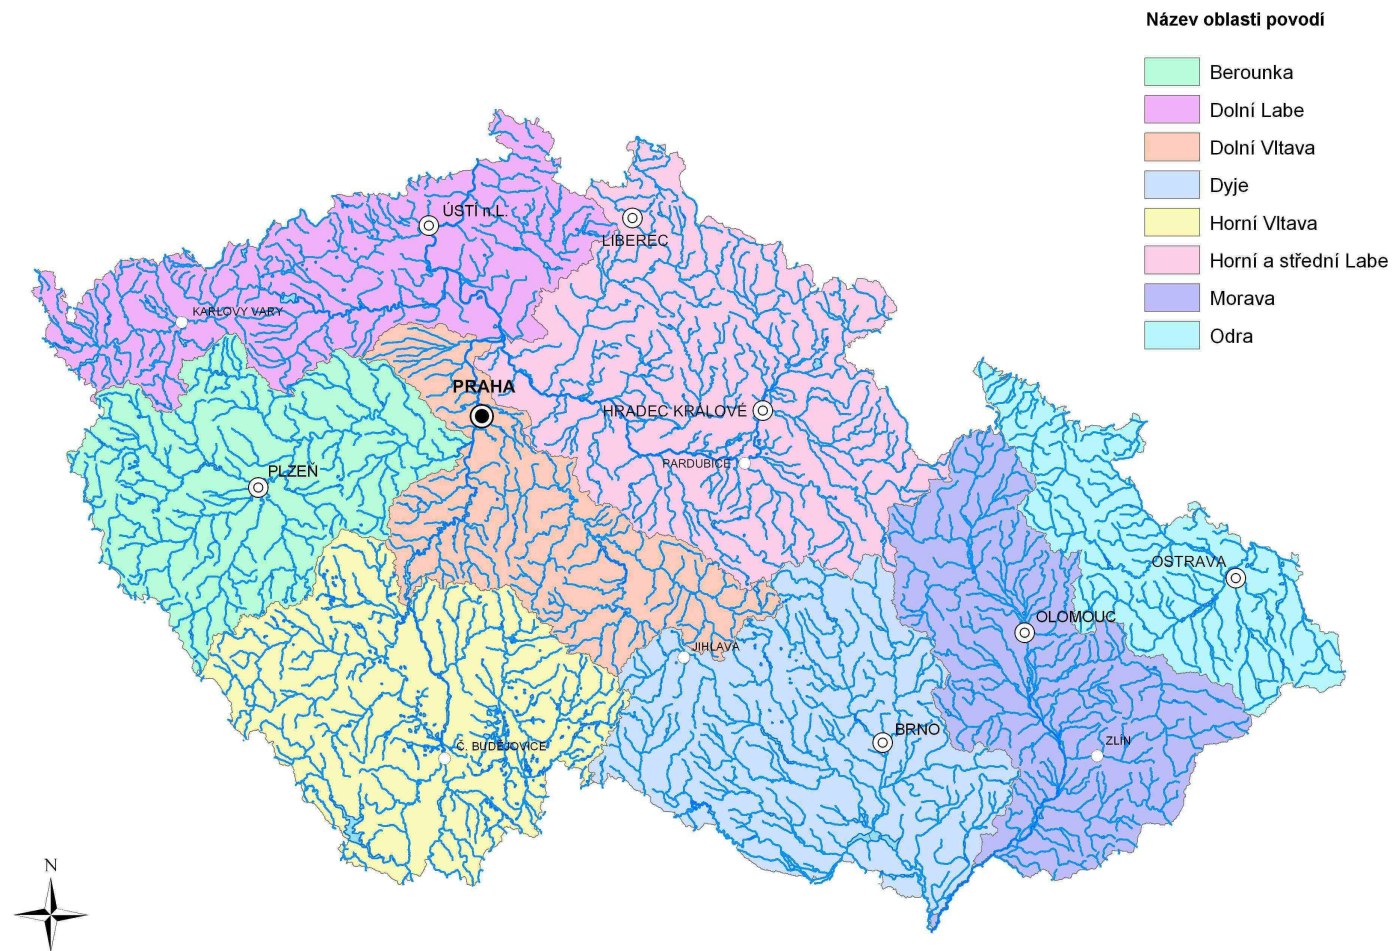 Název oblasti povodí
Berounka
Dolní Labe
Dolní Vltava
Dyje
Horní Vltava
Horní a střední Labe
Morava
Odra
ÚSTÍ n.L.
LIBEREC
KARLOVY VARY
PRAHA
HRADEC KRÁLOVÉ
PARDUBICE
PLZEŇ
OSTRAVA
OLOMOUC
JIHLAVA
BRNO
ZLÍN
Č. BUDĚJOVICE
N